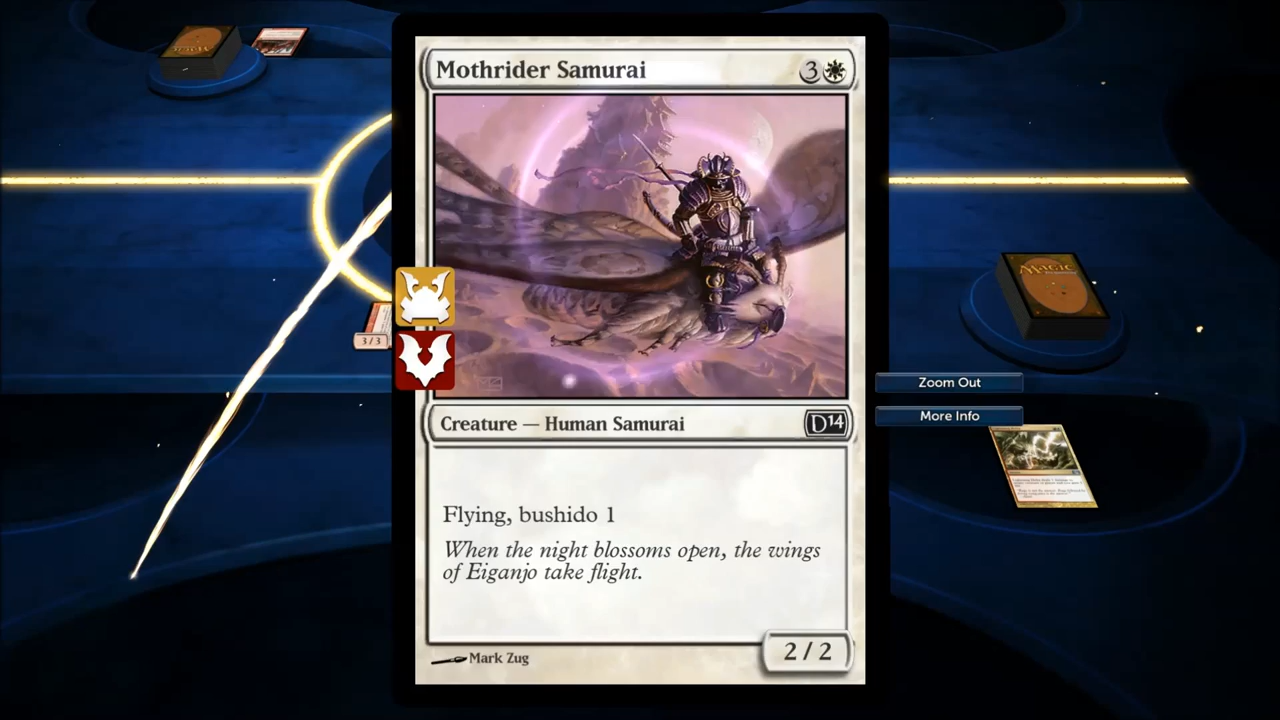 Mothrider Samurai 3
Creature — Human Samurai D14
Flying, bushido 1
When the night blossoms open, the wings
of Eiganjo take flight.
Mark Zug
2 / 2
3 / 3
MAGIC
Zoom Out
More Info